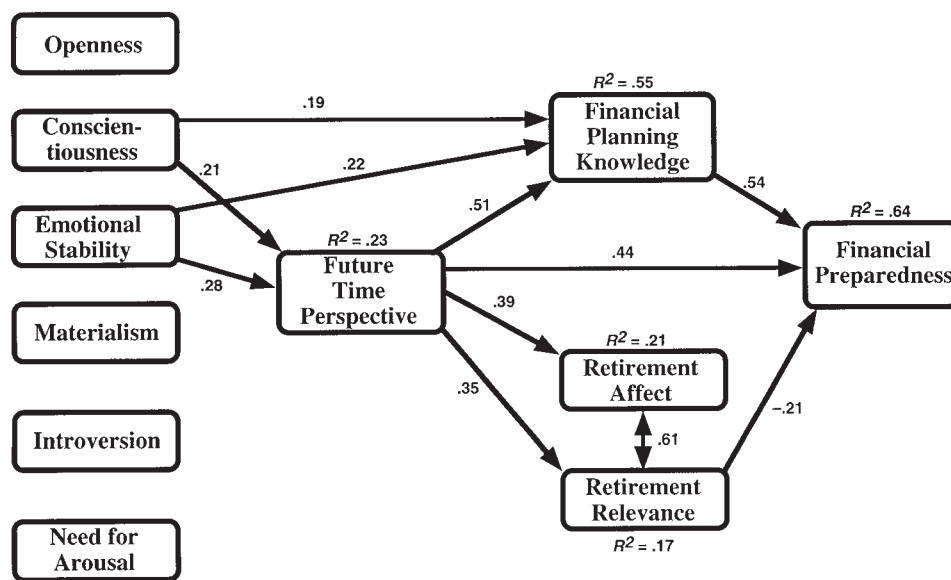 Openness
R² = .55
.19
Conscien-
tiousness
Financial
Planning
Knowledge
.21
.22
.54
.51
R² = .64
Emotional
Stability
R² = .23
Financial
Preparedness
.44
Future
Time
Perspective
.28
.39
Materialism
R² = .21
.35
Retirement
Affect
–.21
Introversion
.61
Retirement
Relevance
Need for
Arousal
R² = .17